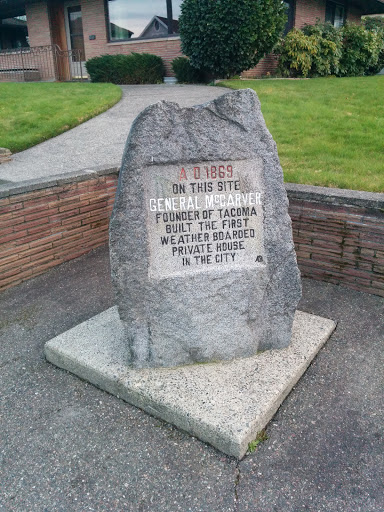 A D 1869
ON THIS SITE
GENERAL McCARVER
FOUNDER OF TACOMA
BUILT THE FIRST
WEATHER BOARDED
PRIVATE HOUSE
IN THE CITY